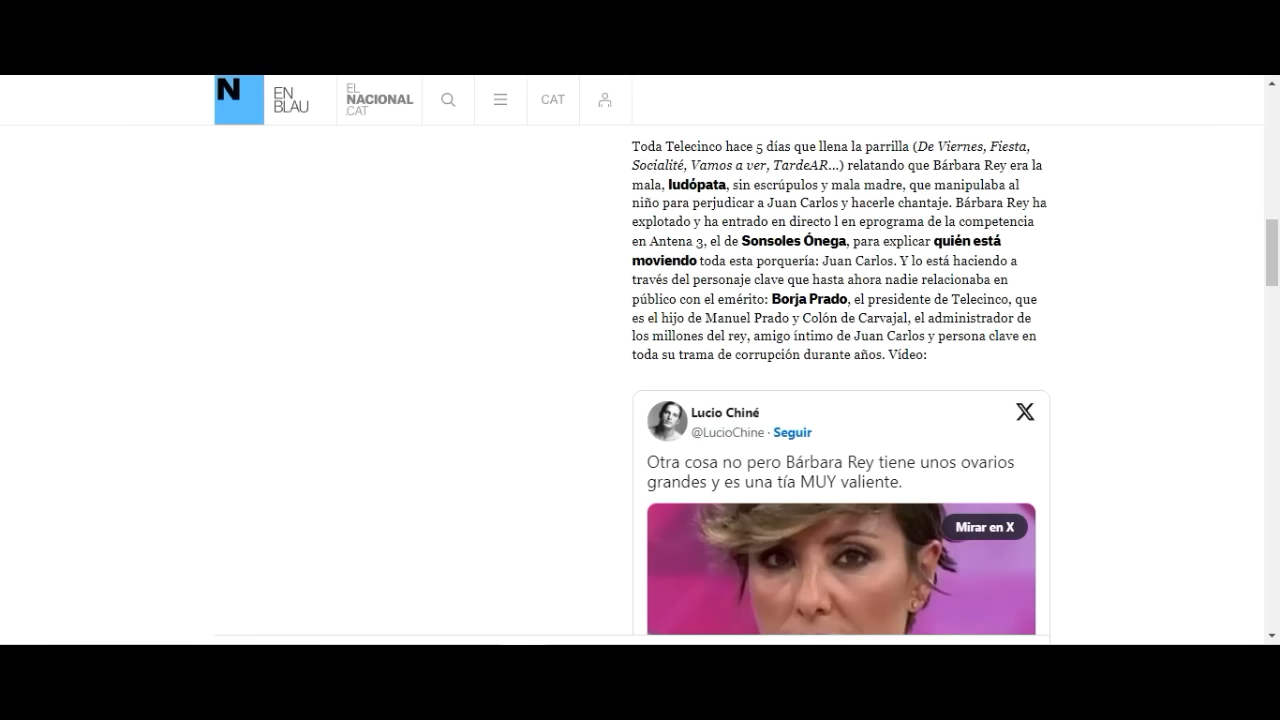 N
EN
BLAU
EL
NACIONAL
.CAT
CAT
Toda Telecinco hace 5 días que llena la parrilla (De Viernes, Fiesta,
Socialité, Vamos a ver, TardeAR...) relatando que Bárbara Rey era la
mala, ludópata, sin escrúpulos y mala madre, que manipulaba al
niño para perjudicar a Juan Carlos y hacerle chantaje. Bárbara Rey ha
explotado y ha entrado en directo l en eprograma de la competencia
en Antena 3, el de Sonsoles Ónega, para explicar quién está
moviendo toda esta porquería: Juan Carlos. Y lo está haciendo a
través del personaje clave que hasta ahora nadie relacionaba en
público con el emérito: Borja Prado, el presidente de Telecinco, que
es el hijo de Manuel Prado y Colón de Carvajal, el administrador de
los millones del rey, amigo íntimo de Juan Carlos y persona clave en
toda su trama de corrupción durante años. Vídeo:
Lucio Chiné
@LucioChine · Seguir
X
Otra cosa no pero Bárbara Rey tiene unos ovarios
grandes y es una tía MUY valiente.
Mirar en X